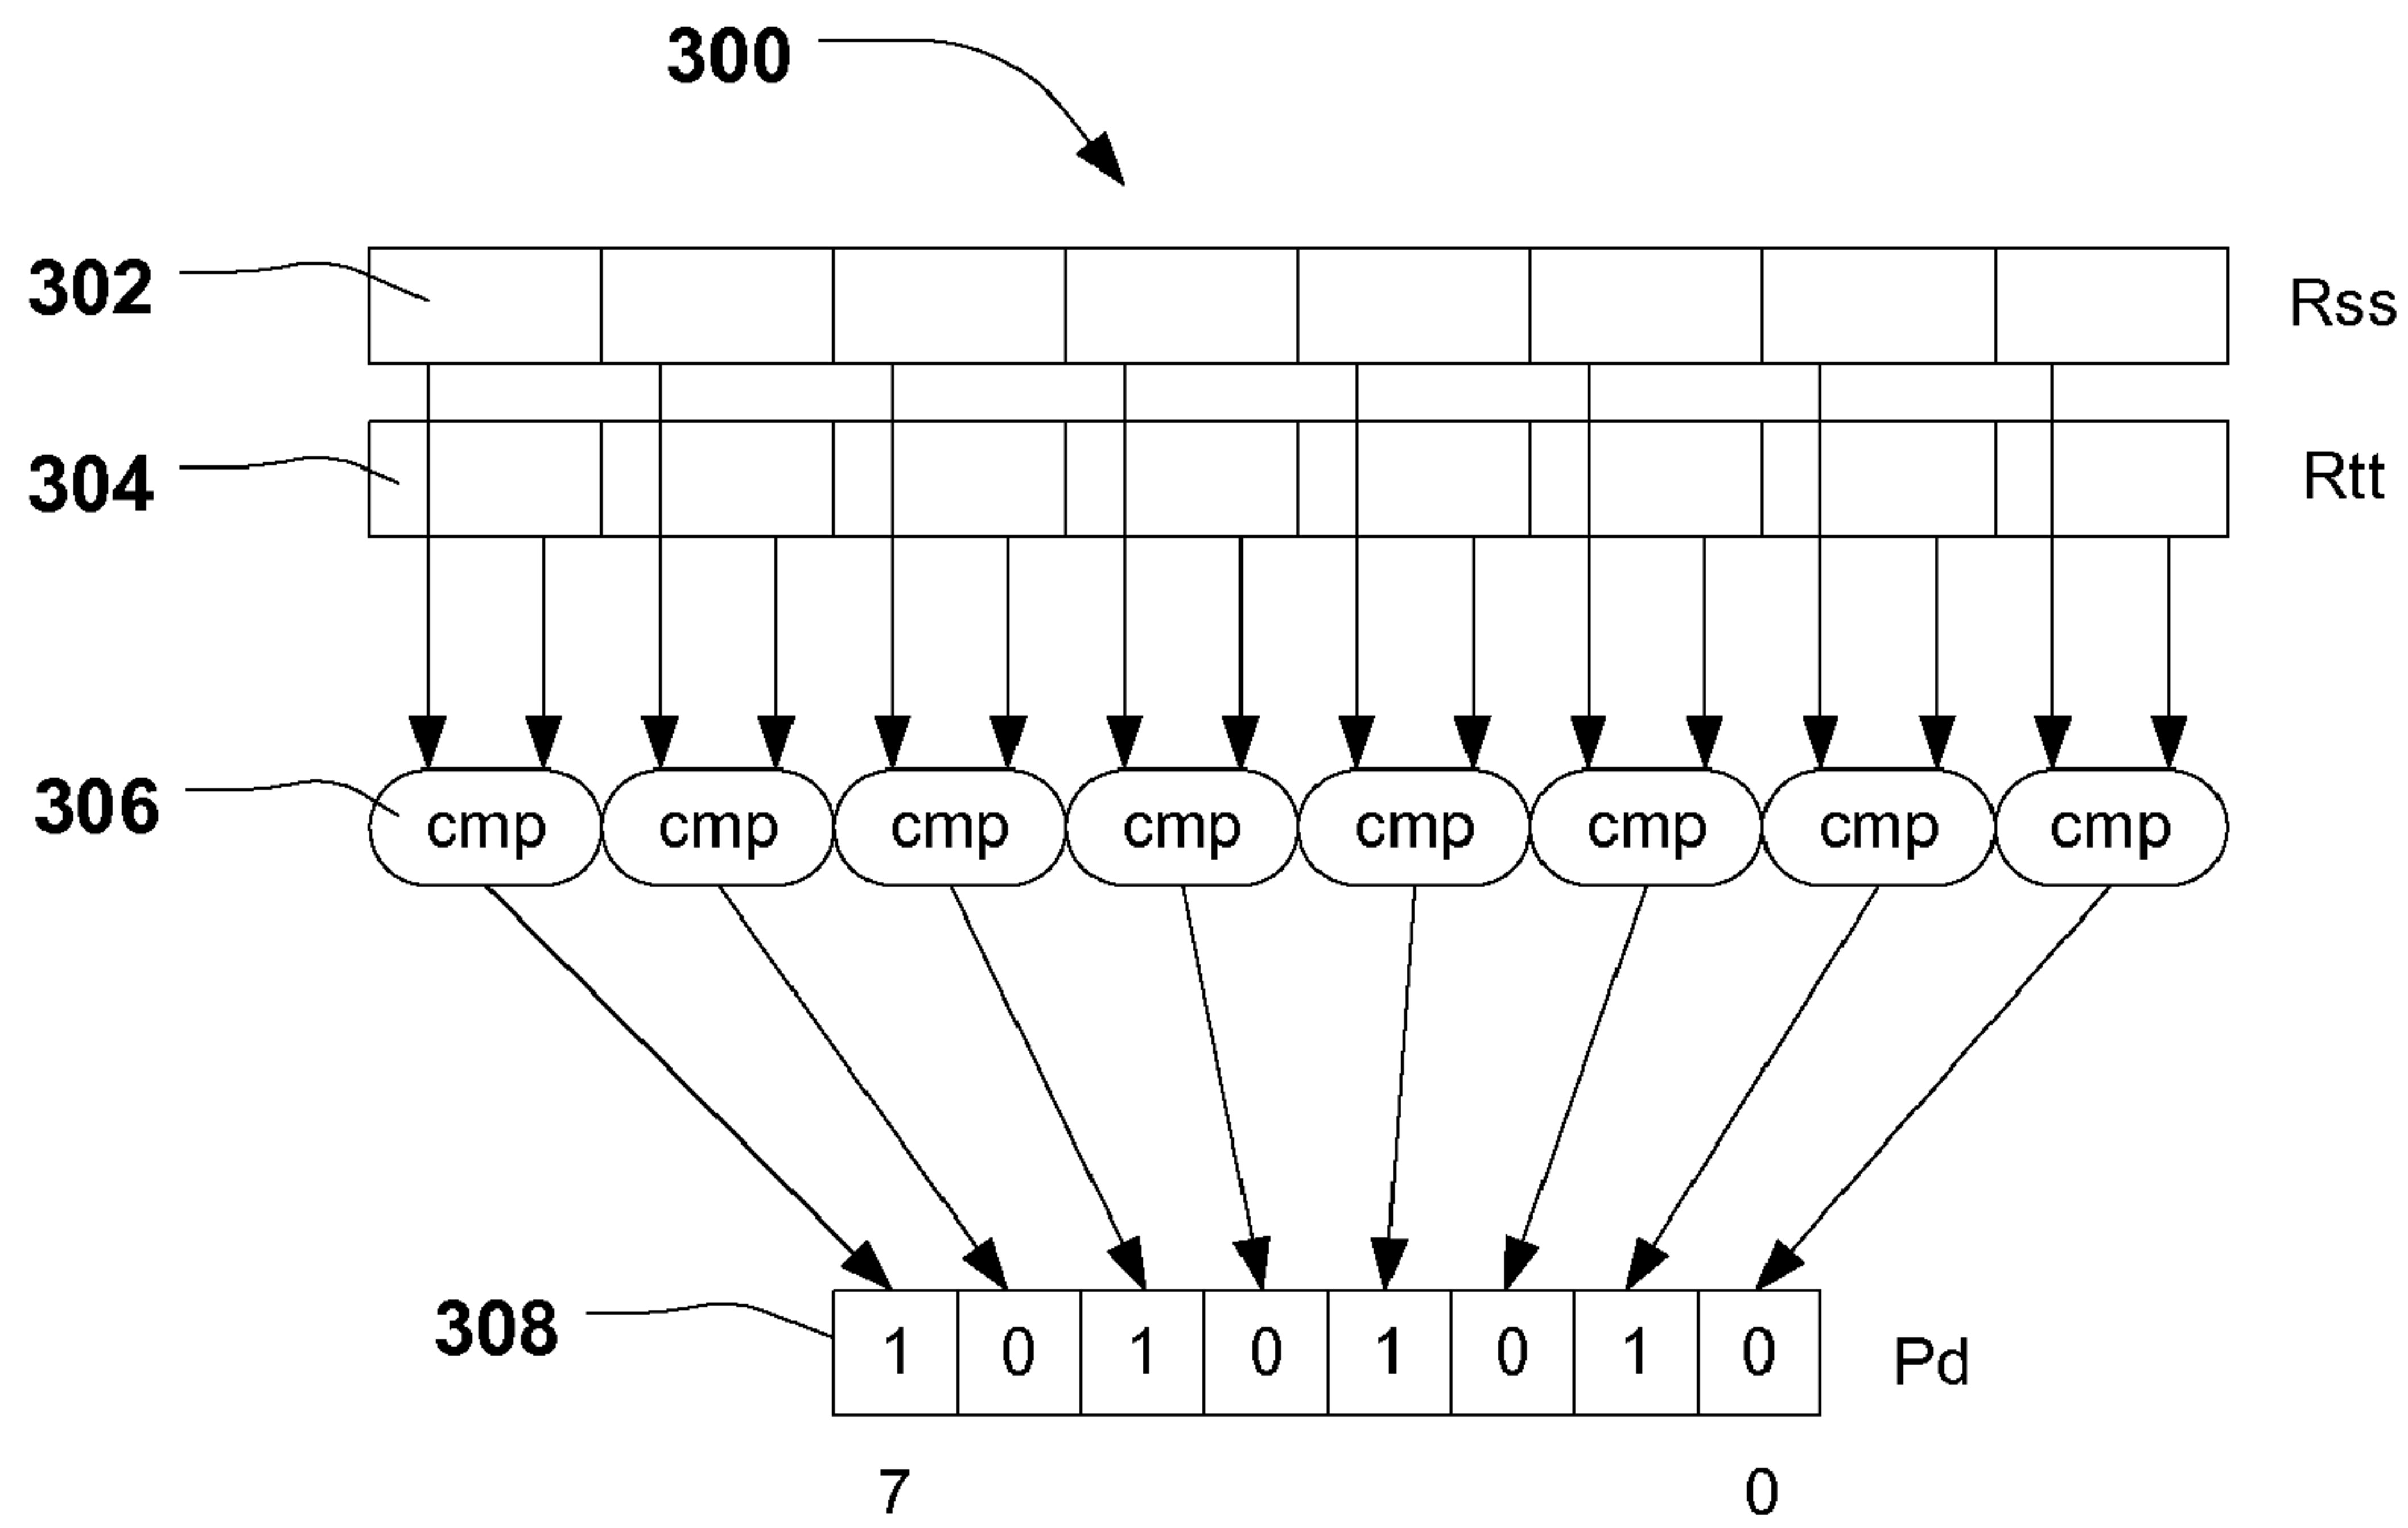 300
302 Rss
304 Rtt
306 cmp cmp cmp cmp cmp cmp cmp cmp
308 1 0 1 0 1 0 1 0 Pd
7 0